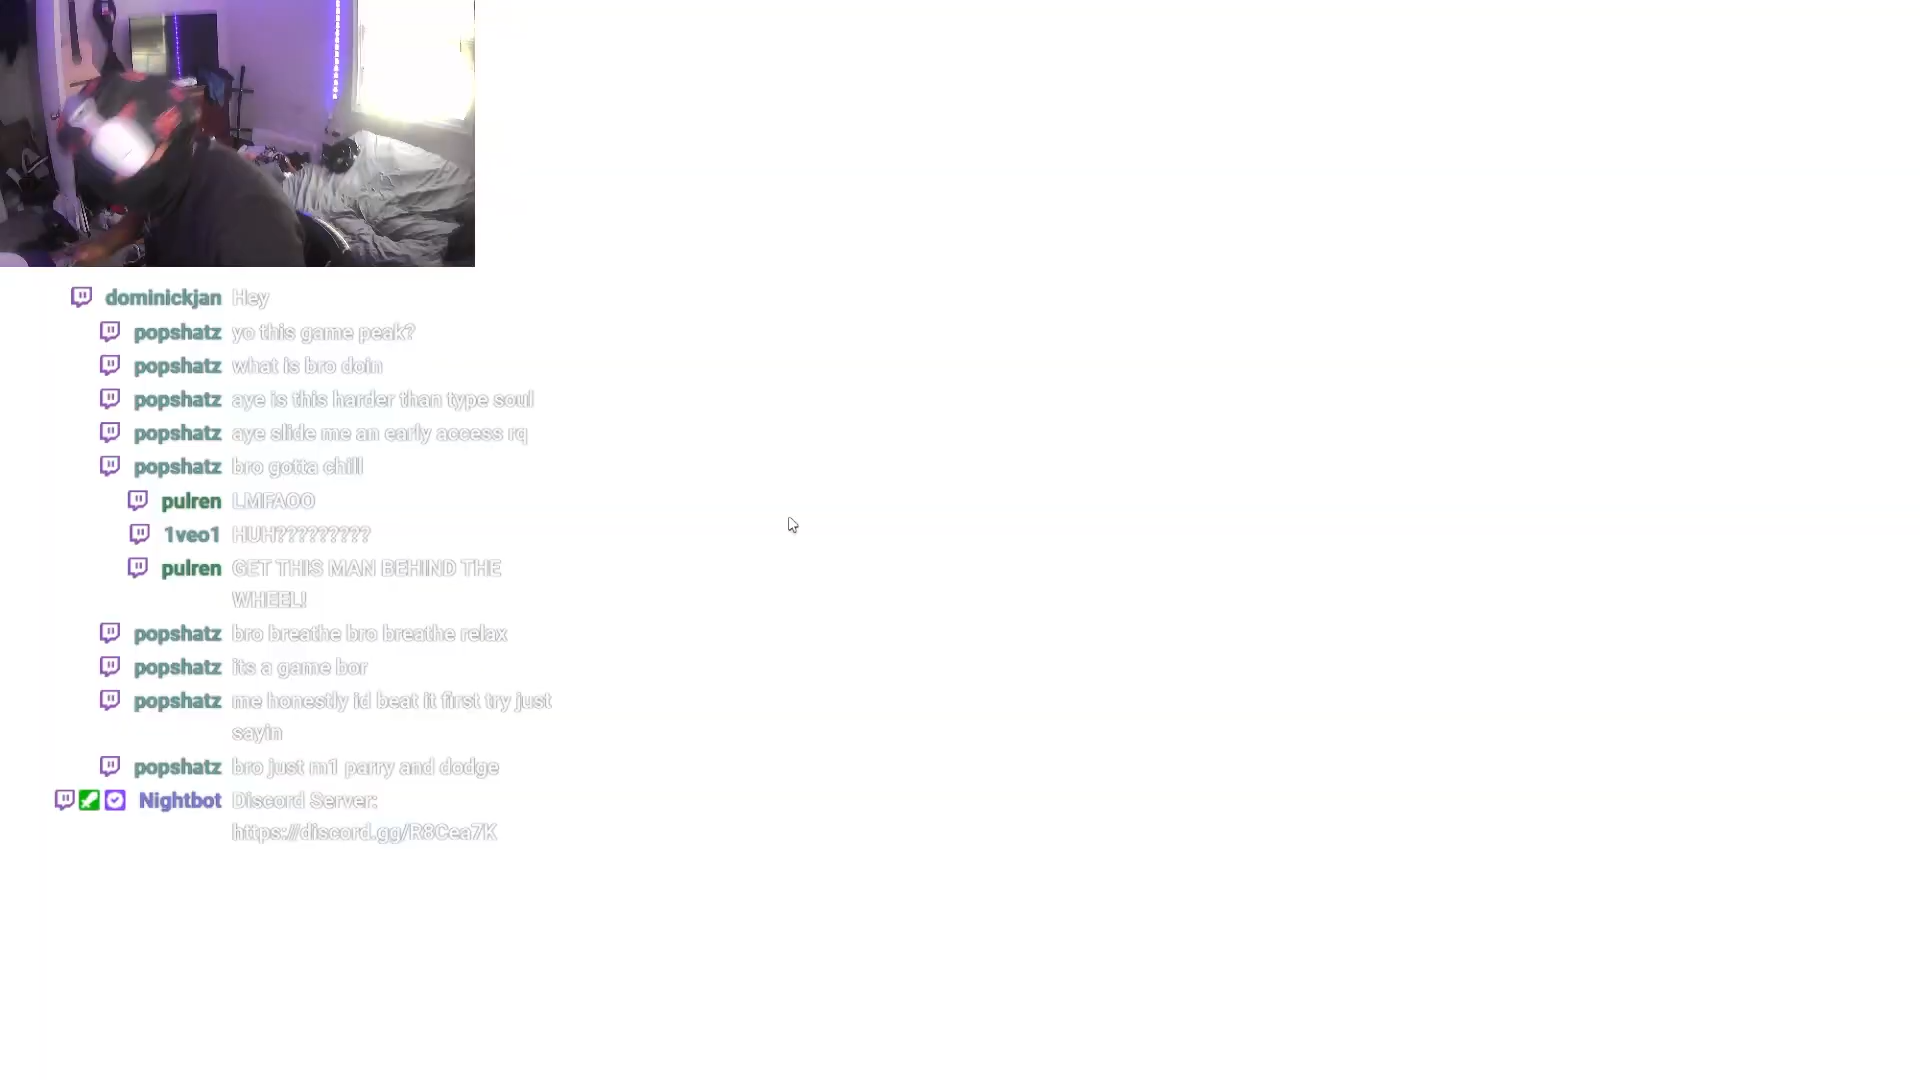 dominickjan Hey
popshatz yo this game peak?
popshatz what is bro doin
popshatz aye is this harder than type soul
popshatz aye slide me an early access rq
popshatz bro gotta chill
pulren LMFAOO
1veo1 HUH?????????
pulren GET THIS MAN BEHIND THE
WHEEL!
popshatz bro breathe bro breathe relax
popshatz its a game bor
popshatz me honestly id beat it first try just
sayin
popshatz bro just m1 parry and dodge
Nightbot Discord Server:
https://discord.gg/R8Cea7K